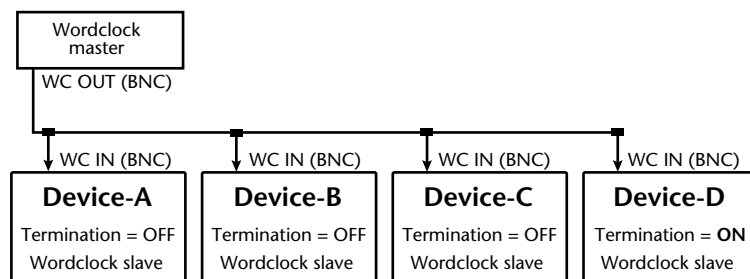 Wordclock
master
WC OUT (BNC)
WC IN (BNC) WC IN (BNC) WC IN (BNC) WC IN (BNC)
Device-A Device-B Device-C Device-D
Termination = OFF Termination = OFF Termination = OFF Termination = ON
Wordclock slave Wordclock slave Wordclock slave Wordclock slave